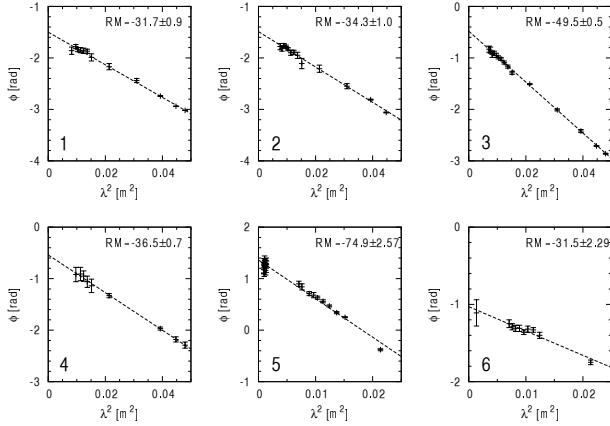 RM=-31.7±0.9
RM=-34.3±1.0
RM=-49.5±0.5
0
-1
-2
-3
-4
0
-1
-2
-3
-4
0
-1
-2
-3
ϕ [rad]
ϕ [rad]
ϕ [rad]
1
2
3
0 0.02 0.04
0 0.02 0.04
0 0.02 0.04
λ² [m²]
λ² [m²]
λ² [m²]
RM=-36.5±0.7
RM=-74.9±2.57
RM=-31.5±2.29
0
-1
-2
-3
2
1
0
-1
0
-1
-2
ϕ [rad]
ϕ [rad]
ϕ [rad]
4
5
6
0 0.02 0.04
0 0.01 0.02
0 0.01 0.02
λ² [m²]
λ² [m²]
λ² [m²]